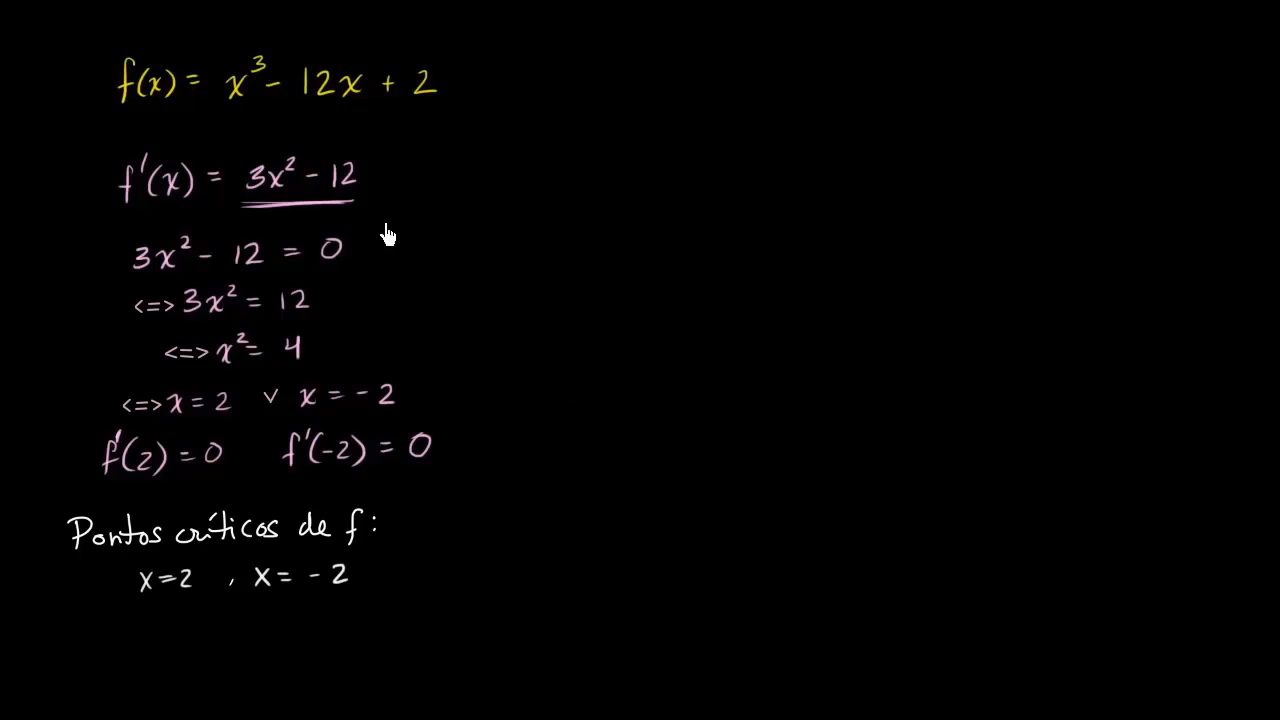 f(x) = x³ - 12x + 2
f'(x) = 3x² - 12
3x² - 12 = 0
<=> 3x² = 12
<=> x² = 4
<=> x = 2 ∨ x = - 2
f'(2) = 0 f'(-2) = 0
Pontos críticos de f:
x=2 , x= - 2